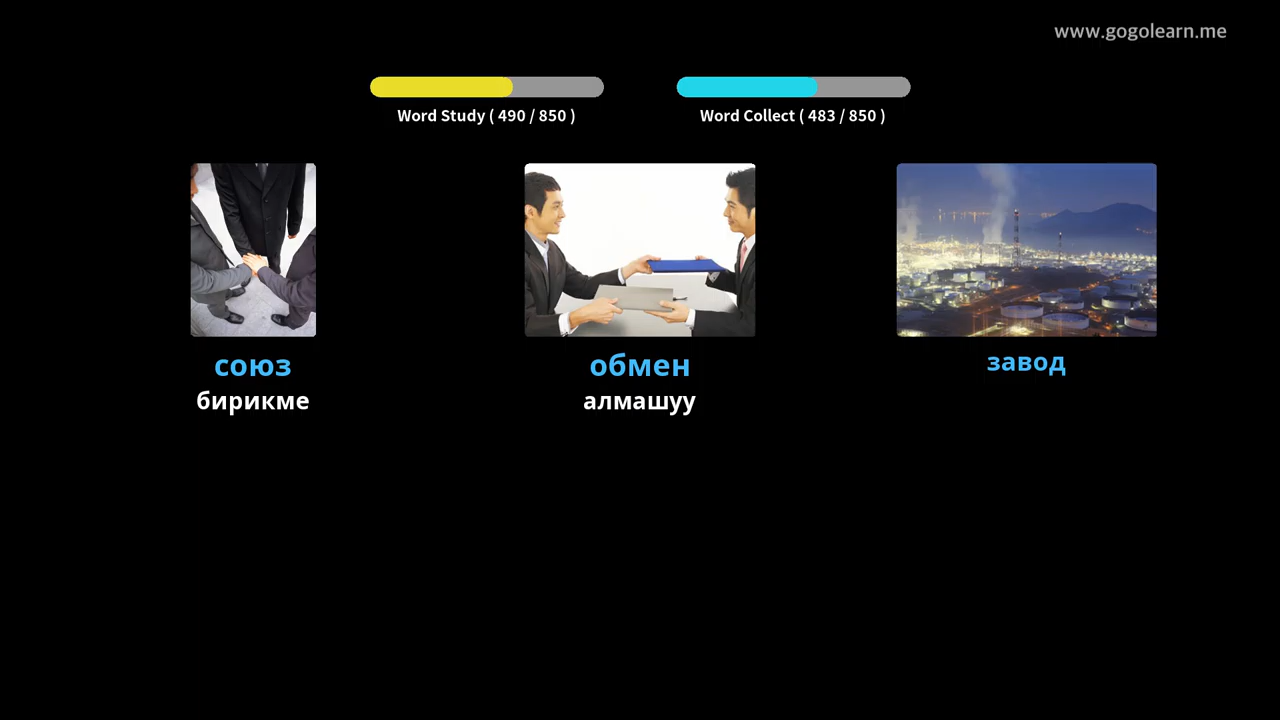 www.gogolearn.me
Word Study ( 490 / 850 )
Word Collect ( 483 / 850 )
союз
бирикме
обмен
алмашуу
завод